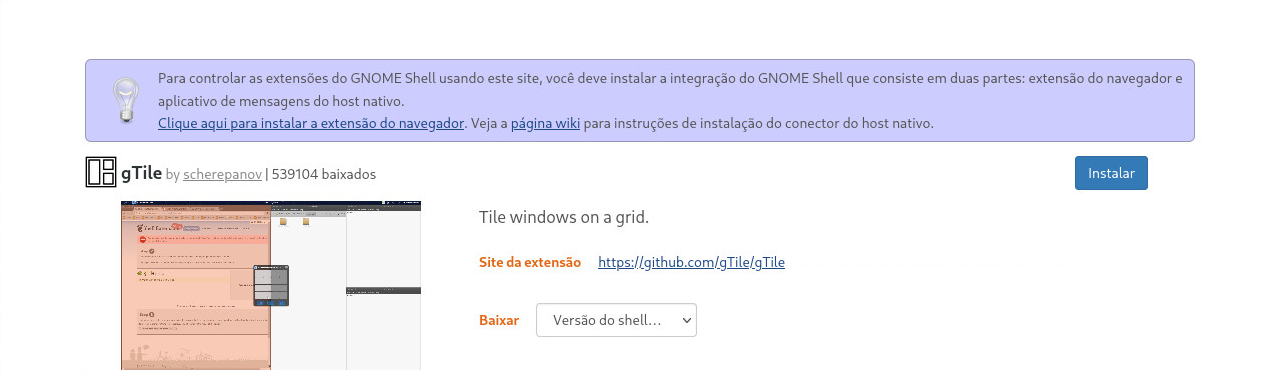 Para controlar as extensões do GNOME Shell usando este site, você deve instalar a integração do GNOME Shell que consiste em duas partes: extensão do navegador e
aplicativo de mensagens do host nativo.
Clique aqui para instalar a extensão do navegador. Veja a página wiki para instruções de instalação do conector do host nativo.
gTile by scherepanov | 539104 baixados
Instalar
Tile windows on a grid.
Site da extensão https://github.com/gTile/gTile
Baixar Versão do shell...